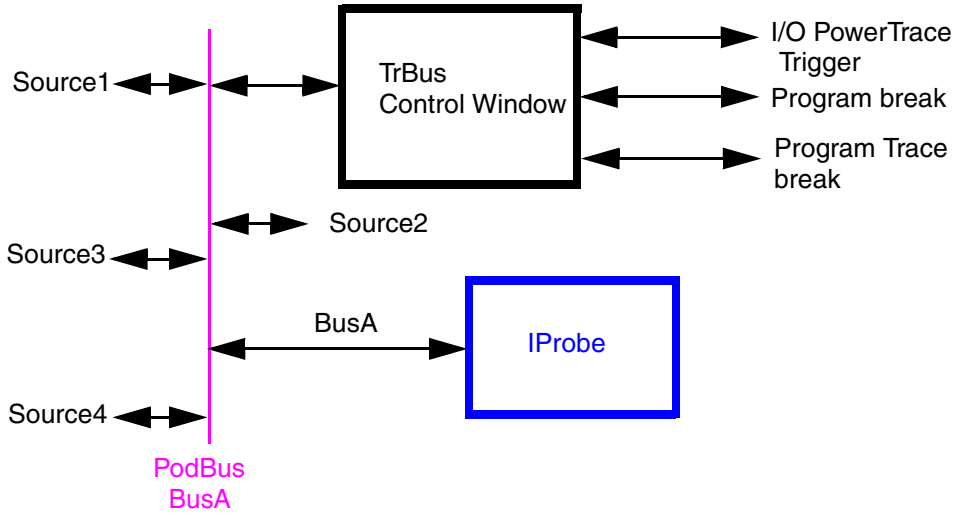 Source1
TrBus
Control Window
I/O PowerTrace
Trigger
Program break
Program Trace
break
Source2
Source3
BusA
IProbe
Source4
PodBus
BusA